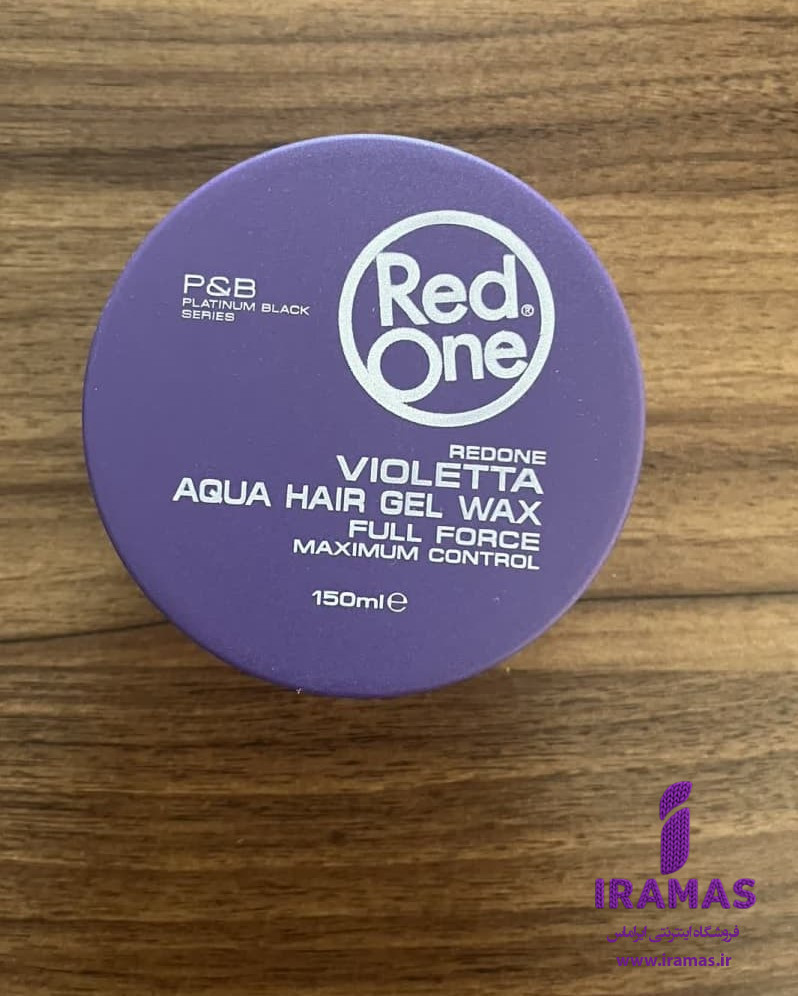 P&B
PLATINUM BLACK
SERIES
Red
One®
REDONE
VIOLETTA
AQUA HAIR GEL WAX
FULL FORCE
MAXIMUM CONTROL
150ml℮
IRAMAS
فروشگاه اینترنتی ایراماس
www.iramas.ir